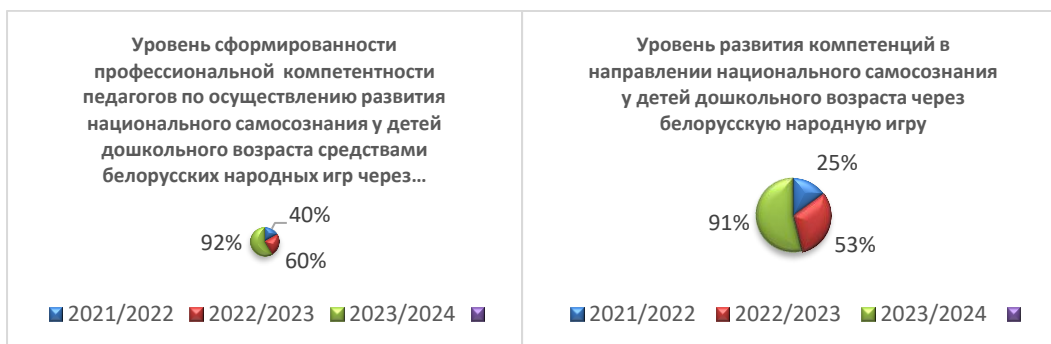 Уровень сформированности
профессиональной компетентности
педагогов по осуществлению развития
национального самосознания у детей
дошкольного возраста средствами
белорусских народных игр через…
40%
92%
60%
2021/2022 2022/2023 2023/2024
Уровень развития компетенций в
направлении национального самосознания
у детей дошкольного возраста через
белорусскую народную игру
25%
91%
53%
2021/2022 2022/2023 2023/2024